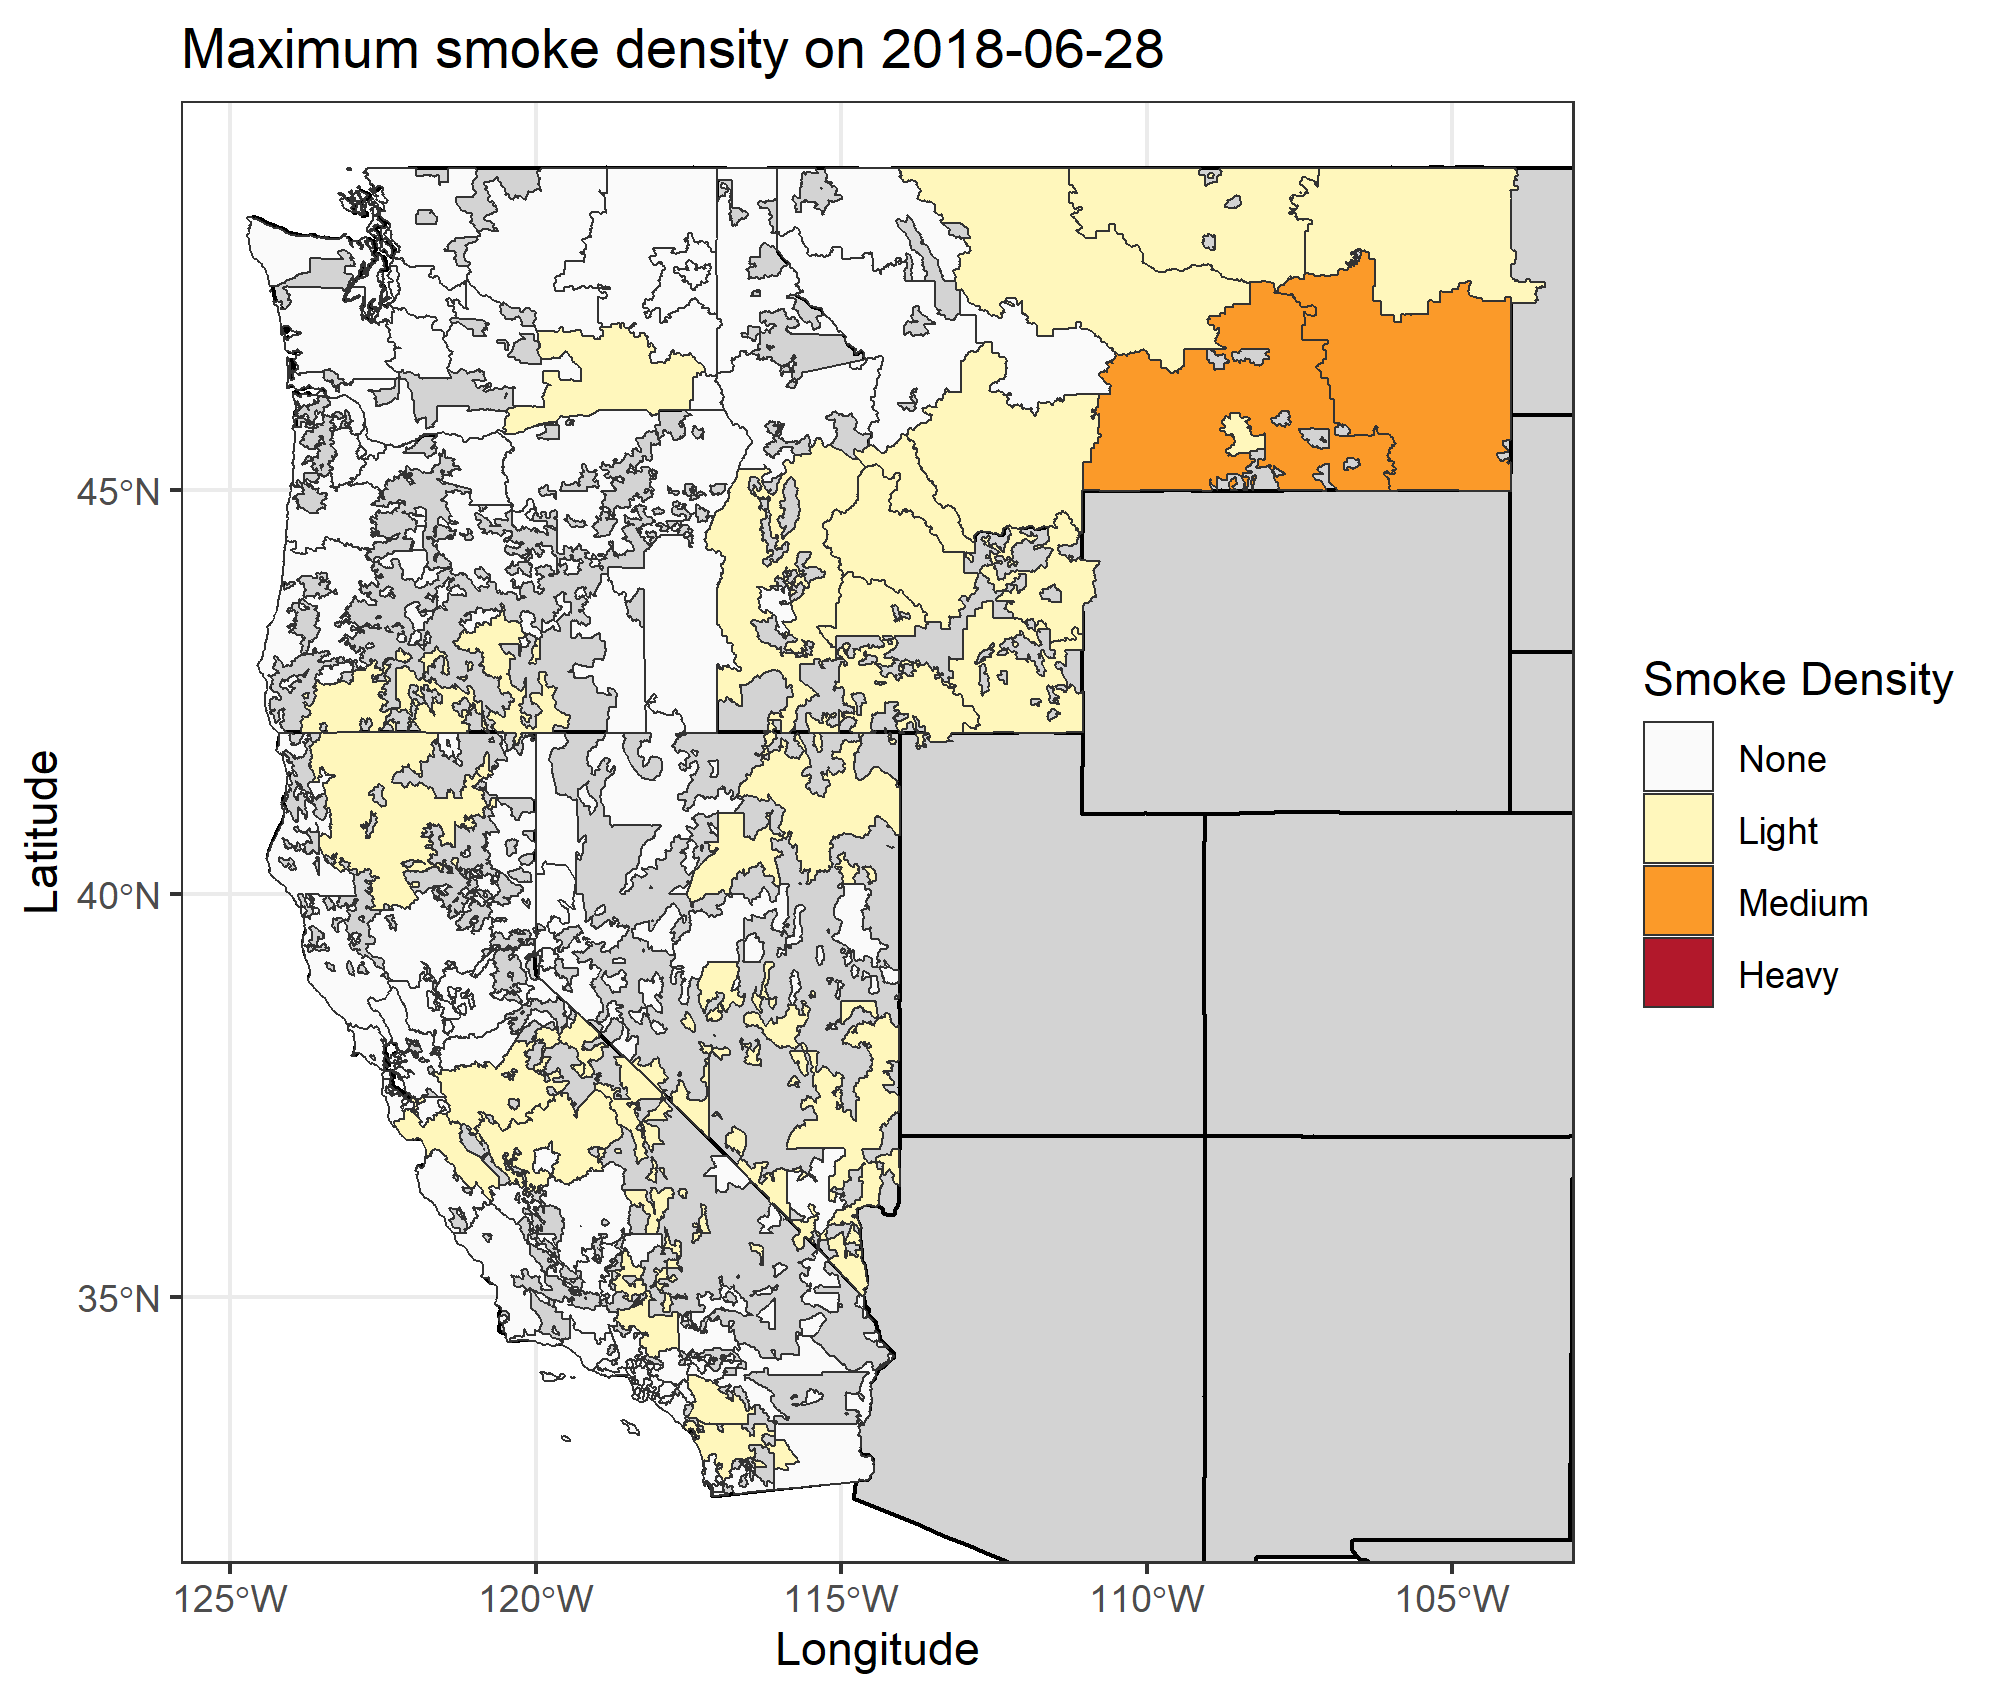 Maximum smoke density on 2018-06-28
45°N
40°N
35°N
Latitude
125°W
120°W
115°W
110°W
105°W
Longitude
Smoke Density
None
Light
Medium
Heavy